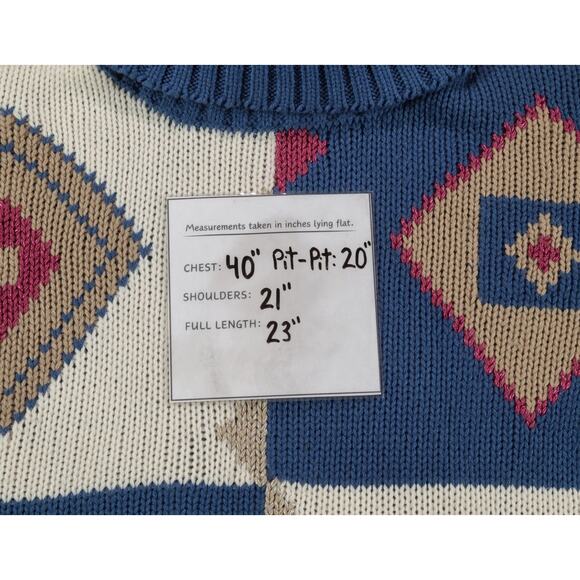 Measurements taken in inches lying flat.
CHEST: 40" Pit-Pit: 20"
SHOULDERS: 21"
FULL LENGTH: 23"